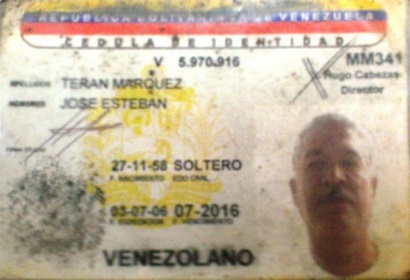 REPUBLICA BOLIVARIANA DE VENEZUELA
CEDULA DE IDENTIDAD
V 5.970.916
MM341
Hugo Cabezas
Director
APELLIDOS TERAN MARQUEZ
NOMBRES JOSE ESTEBAN
27-11-58 SOLTERO
F. NACIMIENTO EDO CIVIL
03-07-06 07-2016
F. EXPEDICION F. VENCIMIENTO
VENEZOLANO